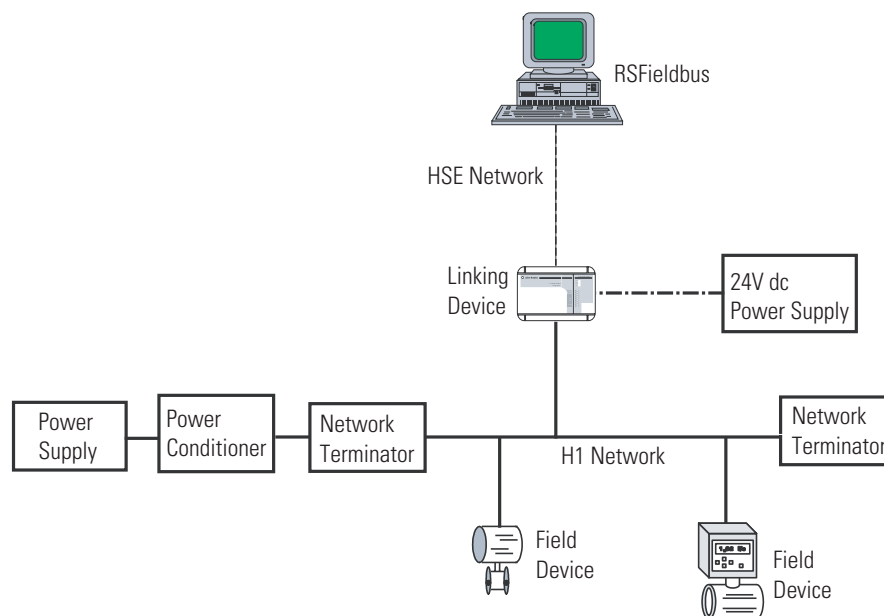 RSFieldbus
HSE Network
Linking
Device
24V dc
Power Supply
Power
Supply
Power
Conditioner
Network
Terminator
H1 Network
Network
Terminator
Field
Device
Field
Device